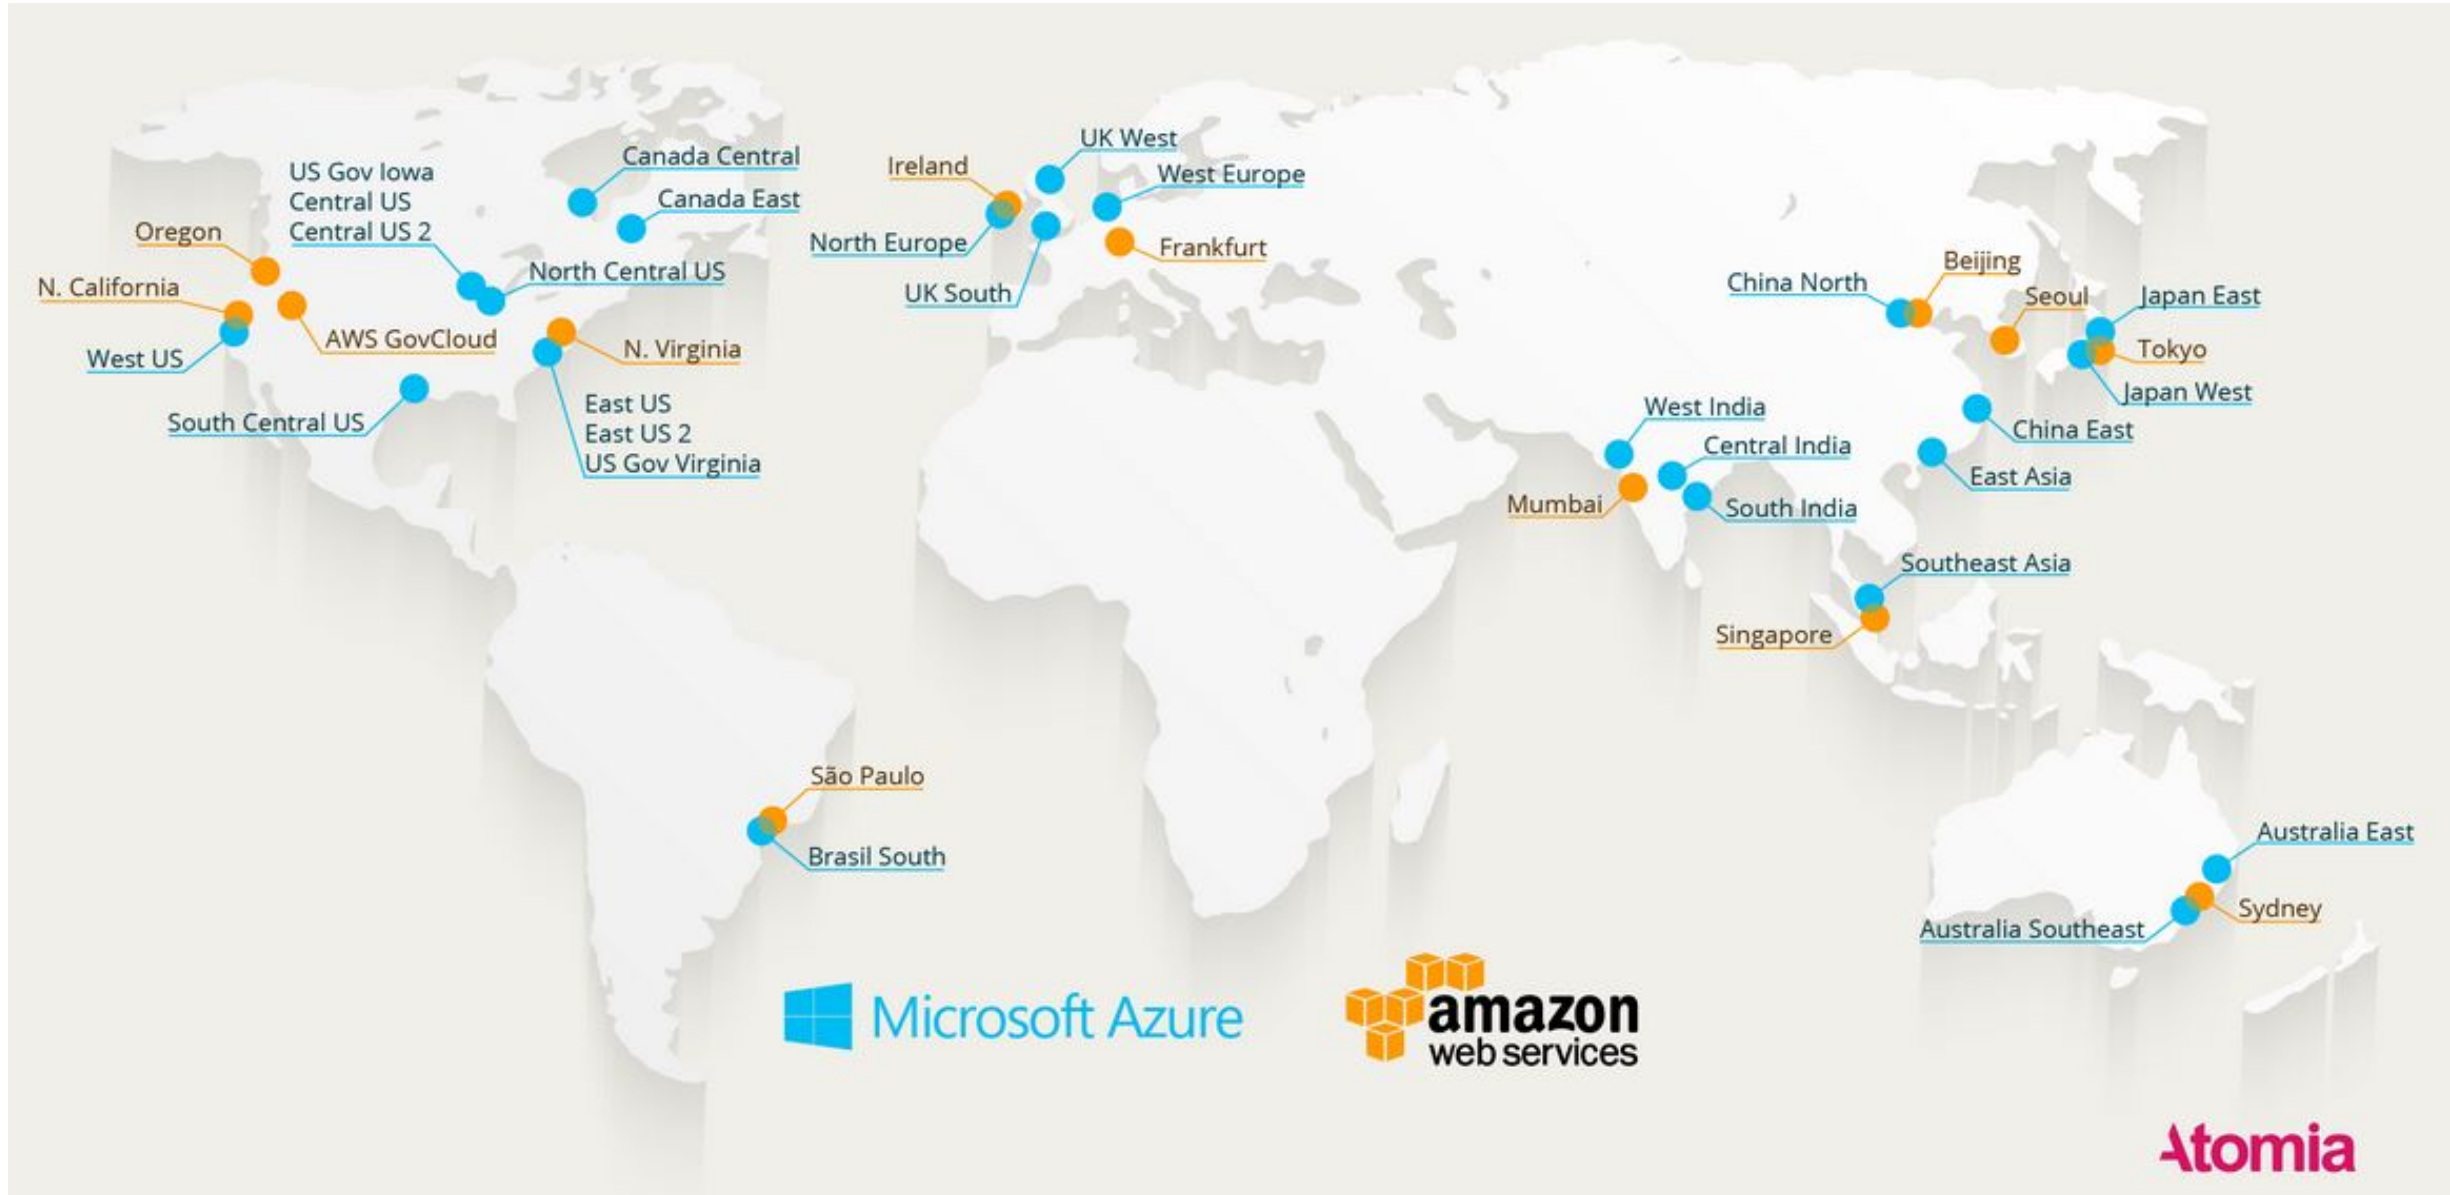 UK West
Canada Central
Ireland
US Gov Iowa
Central US
Central US 2
West Europe
Canada East
Oregon
North Europe
Frankfurt
North Central US
Beijing
China North
N. California
UK South
Seoul
Japan East
AWS GovCloud
N. Virginia
Tokyo
West US
Japan West
East US
East US 2
US Gov Virginia
West India
South Central US
China East
Central India
East Asia
Mumbai
South India
Southeast Asia
Singapore
São Paulo
Brasil South
Australia East
Sydney
Australia Southeast
Microsoft Azure
amazon
web services
Atomia